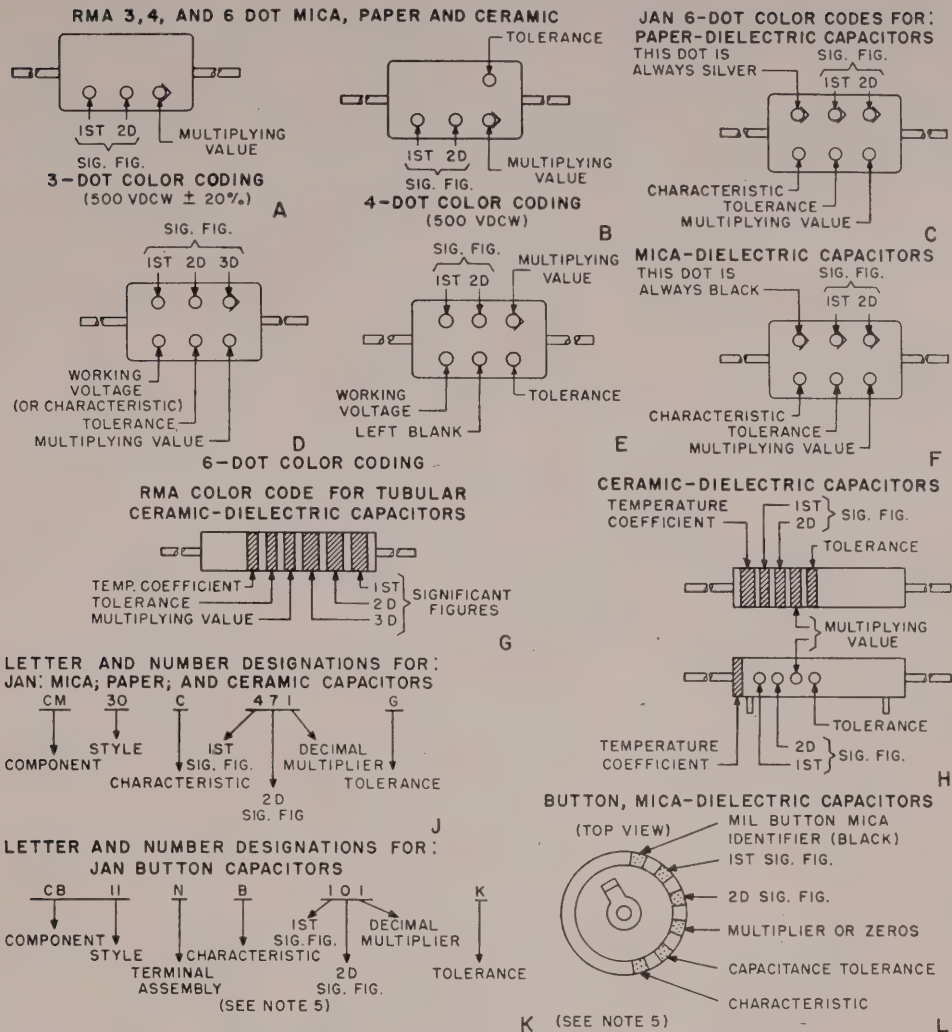 RMA 3,4, AND 6 DOT MICA, PAPER AND CERAMIC
TOLERANCE
1ST 2D
SIG. FIG.
MULTIPLYING
VALUE
3-DOT COLOR CODING
(500 VDCW ± 20%)
A
1ST 2D
SIG. FIG.
MULTIPLYING
VALUE
4-DOT COLOR CODING
(500 VDCW)
B
JAN 6-DOT COLOR CODES FOR:
PAPER-DIELECTRIC CAPACITORS
THIS DOT IS
ALWAYS SILVER
SIG. FIG.
1ST 2D
CHARACTERISTIC
TOLERANCE
MULTIPLYING VALUE
C
SIG. FIG.
1ST 2D 3D
WORKING
VOLTAGE
(OR CHARACTERISTIC)
TOLERANCE
MULTIPLYING VALUE
D
SIG. FIG.
1ST 2D
MULTIPLYING
VALUE
WORKING
VOLTAGE
LEFT BLANK
TOLERANCE
E
6-DOT COLOR CODING
MICA-DIELECTRIC CAPACITORS
THIS DOT IS
ALWAYS BLACK
SIG. FIG.
1ST 2D
CHARACTERISTIC
TOLERANCE
MULTIPLYING VALUE
F
RMA COLOR CODE FOR TUBULAR
CERAMIC-DIELECTRIC CAPACITORS
TEMP. COEFFICIENT
TOLERANCE
MULTIPLYING VALUE
1ST
2D
3D
SIGNIFICANT
FIGURES
G
CERAMIC-DIELECTRIC CAPACITORS
TEMPERATURE
COEFFICIENT
1ST
2D
SIG. FIG.
TOLERANCE
MULTIPLYING
VALUE
TOLERANCE
TEMPERATURE
COEFFICIENT
2D
1ST
SIG. FIG.
H
LETTER AND NUMBER DESIGNATIONS FOR:
JAN: MICA; PAPER; AND CERAMIC CAPACITORS
CM 30 C 471 G
COMPONENT
STYLE
CHARACTERISTIC
1ST
SIG. FIG.
2D
SIG. FIG
DECIMAL
MULTIPLIER
TOLERANCE
J
LETTER AND NUMBER DESIGNATIONS FOR:
JAN BUTTON CAPACITORS
CB 11 N B 101 K
COMPONENT
STYLE
TERMINAL
ASSEMBLY
CHARACTERISTIC
(SEE NOTE 5)
1ST
SIG. FIG.
2D
SIG. FIG.
DECIMAL
MULTIPLIER
TOLERANCE
K
BUTTON, MICA-DIELECTRIC CAPACITORS
(TOP VIEW)
MIL BUTTON MICA
IDENTIFIER (BLACK)
1ST SIG. FIG.
2D SIG. FIG.
MULTIPLIER OR ZEROS
CAPACITANCE TOLERANCE
CHARACTERISTIC
(SEE NOTE 5)
L